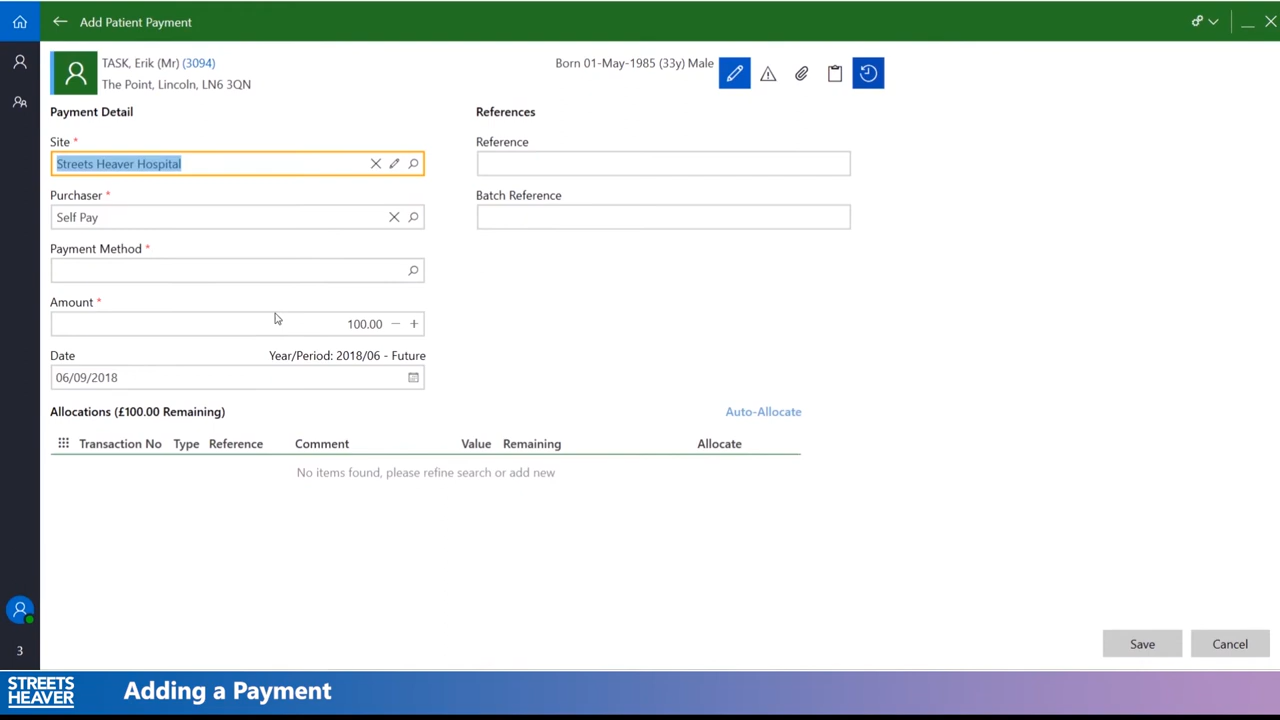 Add Patient Payment
TASK, Erik (Mr) (3094)
The Point, Lincoln, LN6 3QN
Born 01-May-1985 (33y) Male
Payment Detail
Site *
Streets Heaver Hospital
Purchaser *
Self Pay
Payment Method *
Amount *
100.00
Date
Year/Period: 2018/06 - Future
06/09/2018
References
Reference
Batch Reference
Allocations (£100.00 Remaining)
Auto-Allocate
Transaction No Type Reference Comment Value Remaining Allocate
No items found, please refine search or add new
3
Save
Cancel
STREETS
HEAVER
Adding a Payment